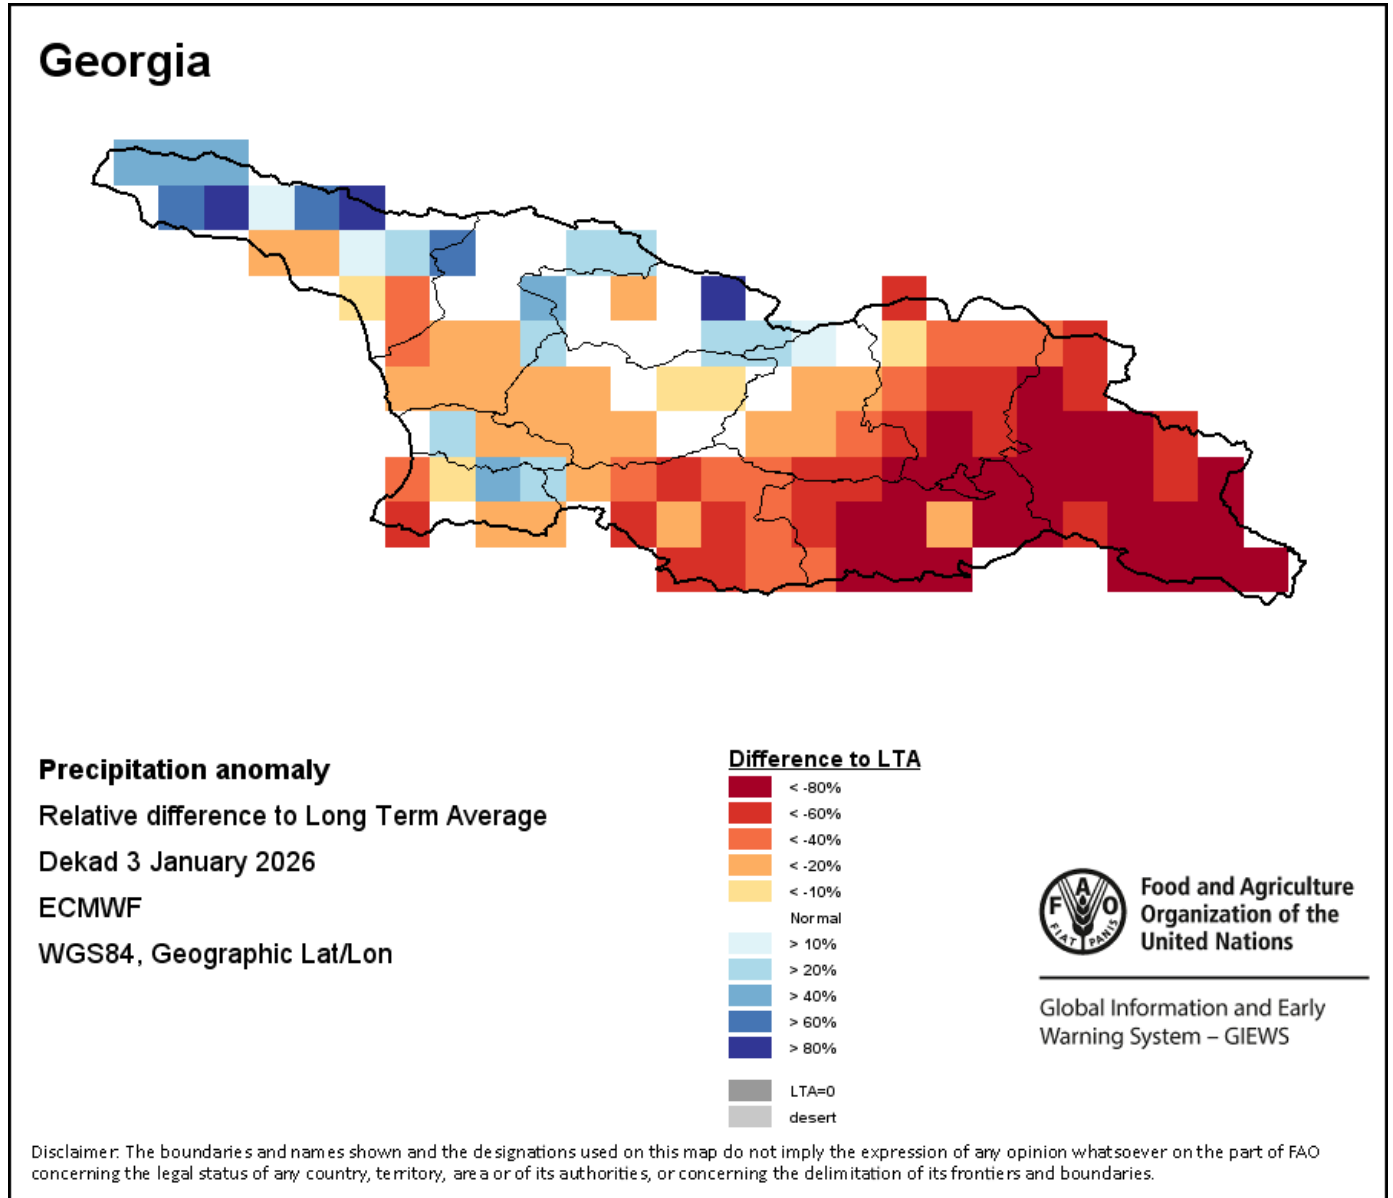 Georgia
Precipitation anomaly
Relative difference to Long Term Average
Dekad 3 January 2026
ECMWF
WGS84, Geographic Lat/Lon
Difference to LTA
< -80%
< -60%
< -40%
< -20%
< -10%
Normal
> 10%
> 20%
> 40%
> 60%
> 80%
LTA=0
desert
F A O
FIAT PANIS
Food and Agriculture
Organization of the
United Nations
Global Information and Early
Warning System – GIEWS
Disclaimer: The boundaries and names shown and the designations used on this map do not imply the expression of any opinion whatsoever on the part of FAO
concerning the legal status of any country, territory, area or of its authorities, or concerning the delimitation of its frontiers and boundaries.